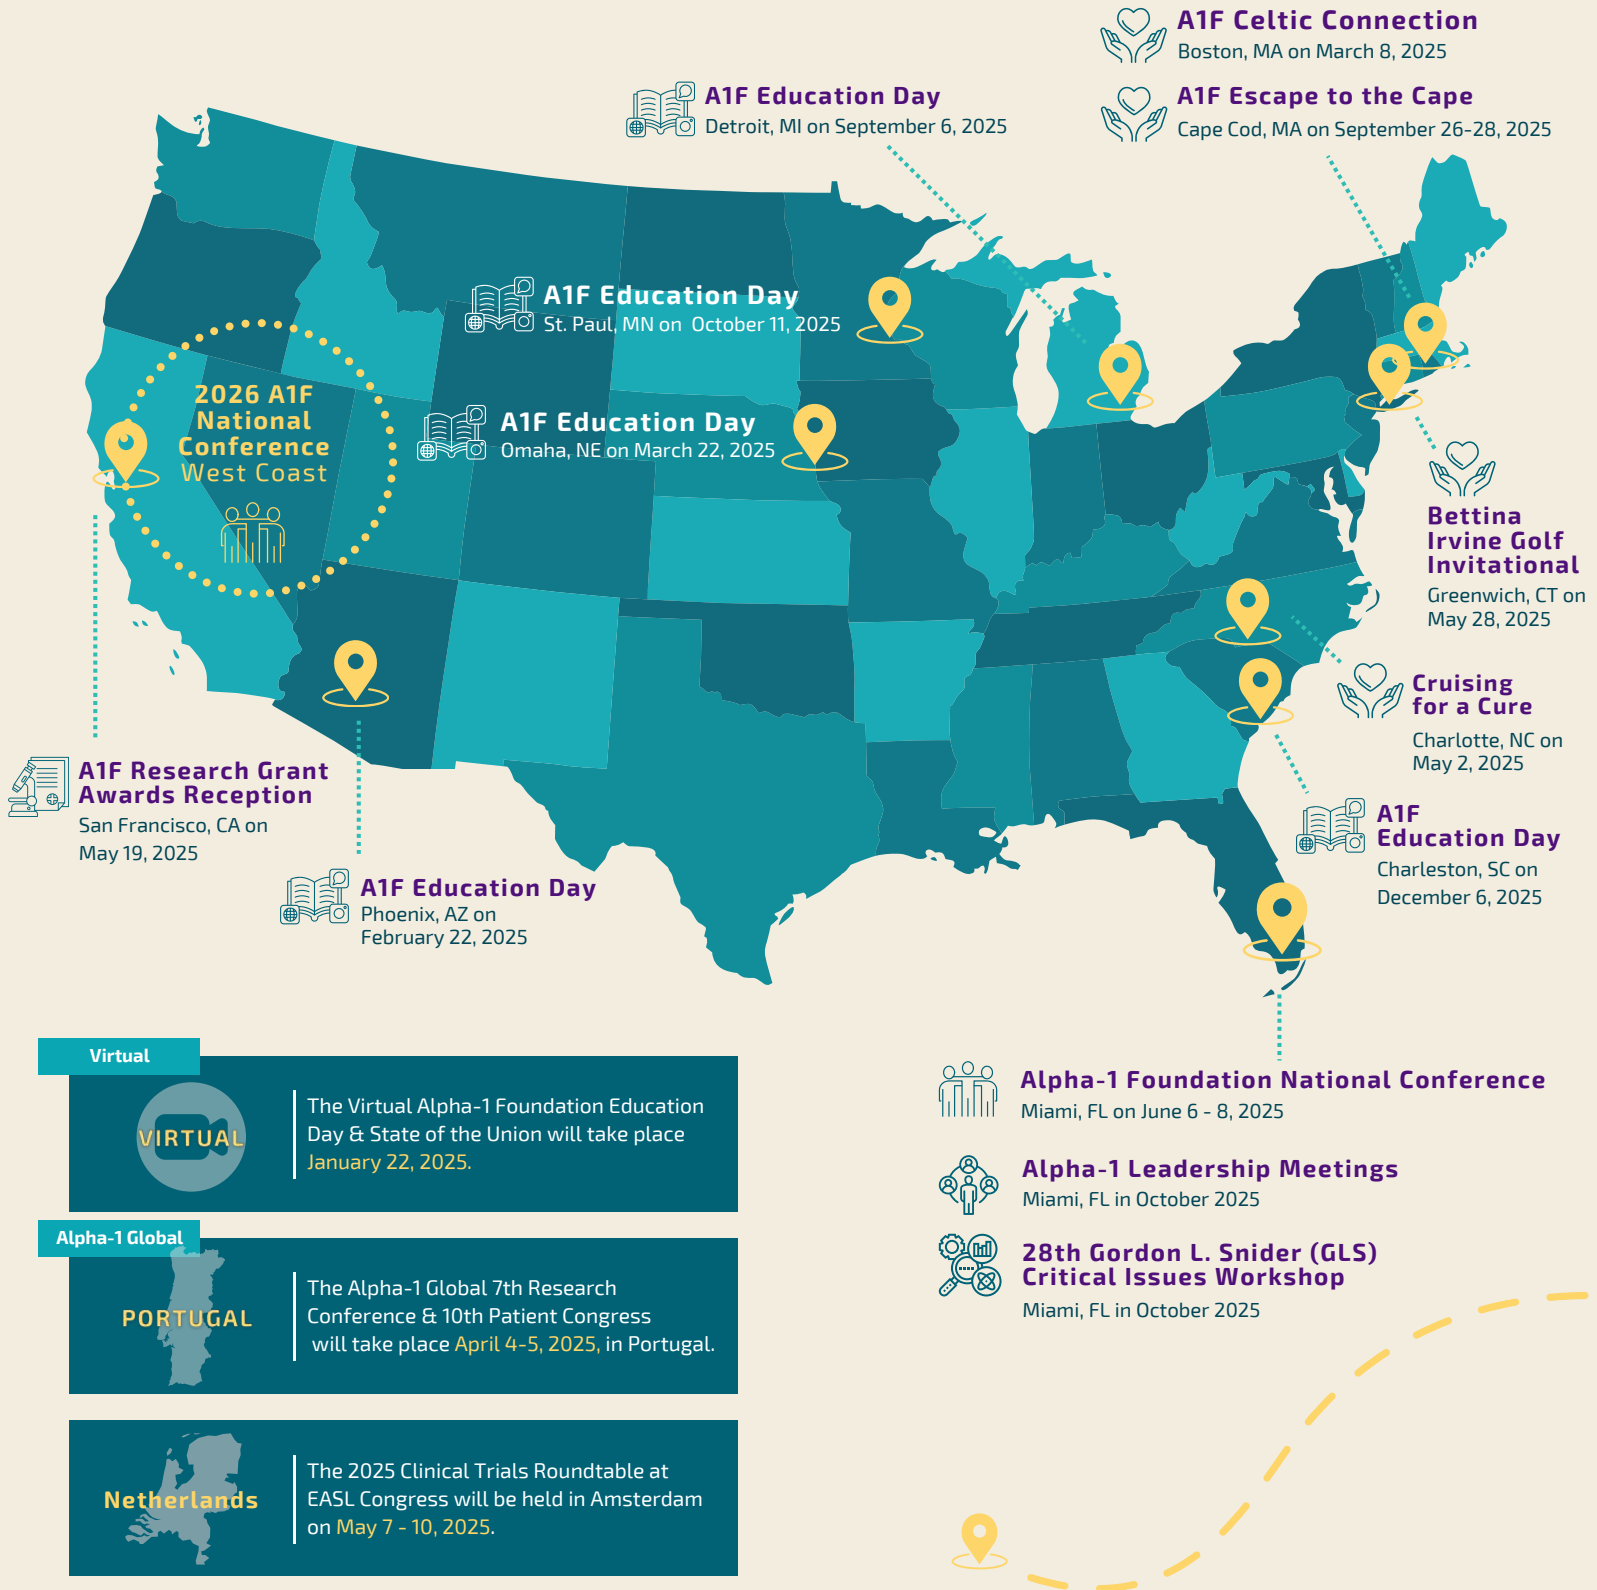 A1F Celtic Connection
Boston, MA on March 8, 2025
A1F Education Day
Detroit, MI on September 6, 2025
A1F Escape to the Cape
Cape Cod, MA on September 26-28, 2025
A1F Education Day
St. Paul, MN on October 11, 2025
2026 A1F
National
Conference
West Coast
A1F Education Day
Omaha, NE on March 22, 2025
Bettina
Irvine Golf
Invitational
Greenwich, CT on
May 28, 2025
Cruising
for a Cure
Charlotte, NC on
May 2, 2025
A1F Research Grant
Awards Reception
San Francisco, CA on
May 19, 2025
A1F
Education Day
Charleston, SC on
December 6, 2025
A1F Education Day
Phoenix, AZ on
February 22, 2025
Virtual
VIRTUAL
The Virtual Alpha-1 Foundation Education
Day & State of the Union will take place
January 22, 2025.
Alpha-1 Global
PORTUGAL
The Alpha-1 Global 7th Research
Conference & 10th Patient Congress
will take place April 4-5, 2025, in Portugal.
Netherlands
The 2025 Clinical Trials Roundtable at
EASL Congress will be held in Amsterdam
on May 7 - 10, 2025.
Alpha-1 Foundation National Conference
Miami, FL on June 6 - 8, 2025
Alpha-1 Leadership Meetings
Miami, FL in October 2025
28th Gordon L. Snider (GLS)
Critical Issues Workshop
Miami, FL in October 2025